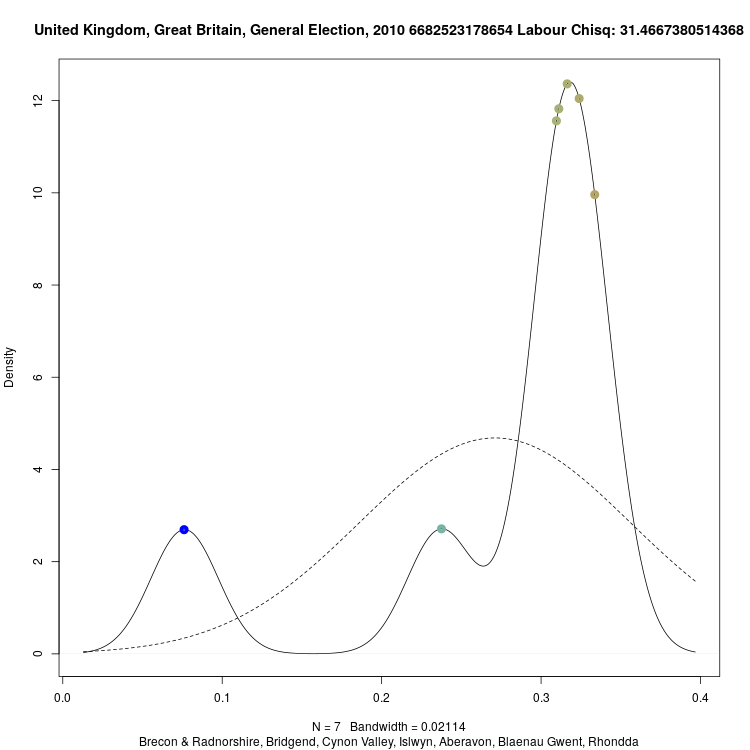 United Kingdom, Great Britain, General Election, 2010 6682523178654 Labour Chisq: 31.4667380514368
Density
12
10
8
6
4
2
0
0.0 0.1 0.2 0.3 0.4
N = 7 Bandwidth = 0.02114
Brecon & Radnorshire, Bridgend, Cynon Valley, Islwyn, Aberavon, Blaenau Gwent, Rhondda